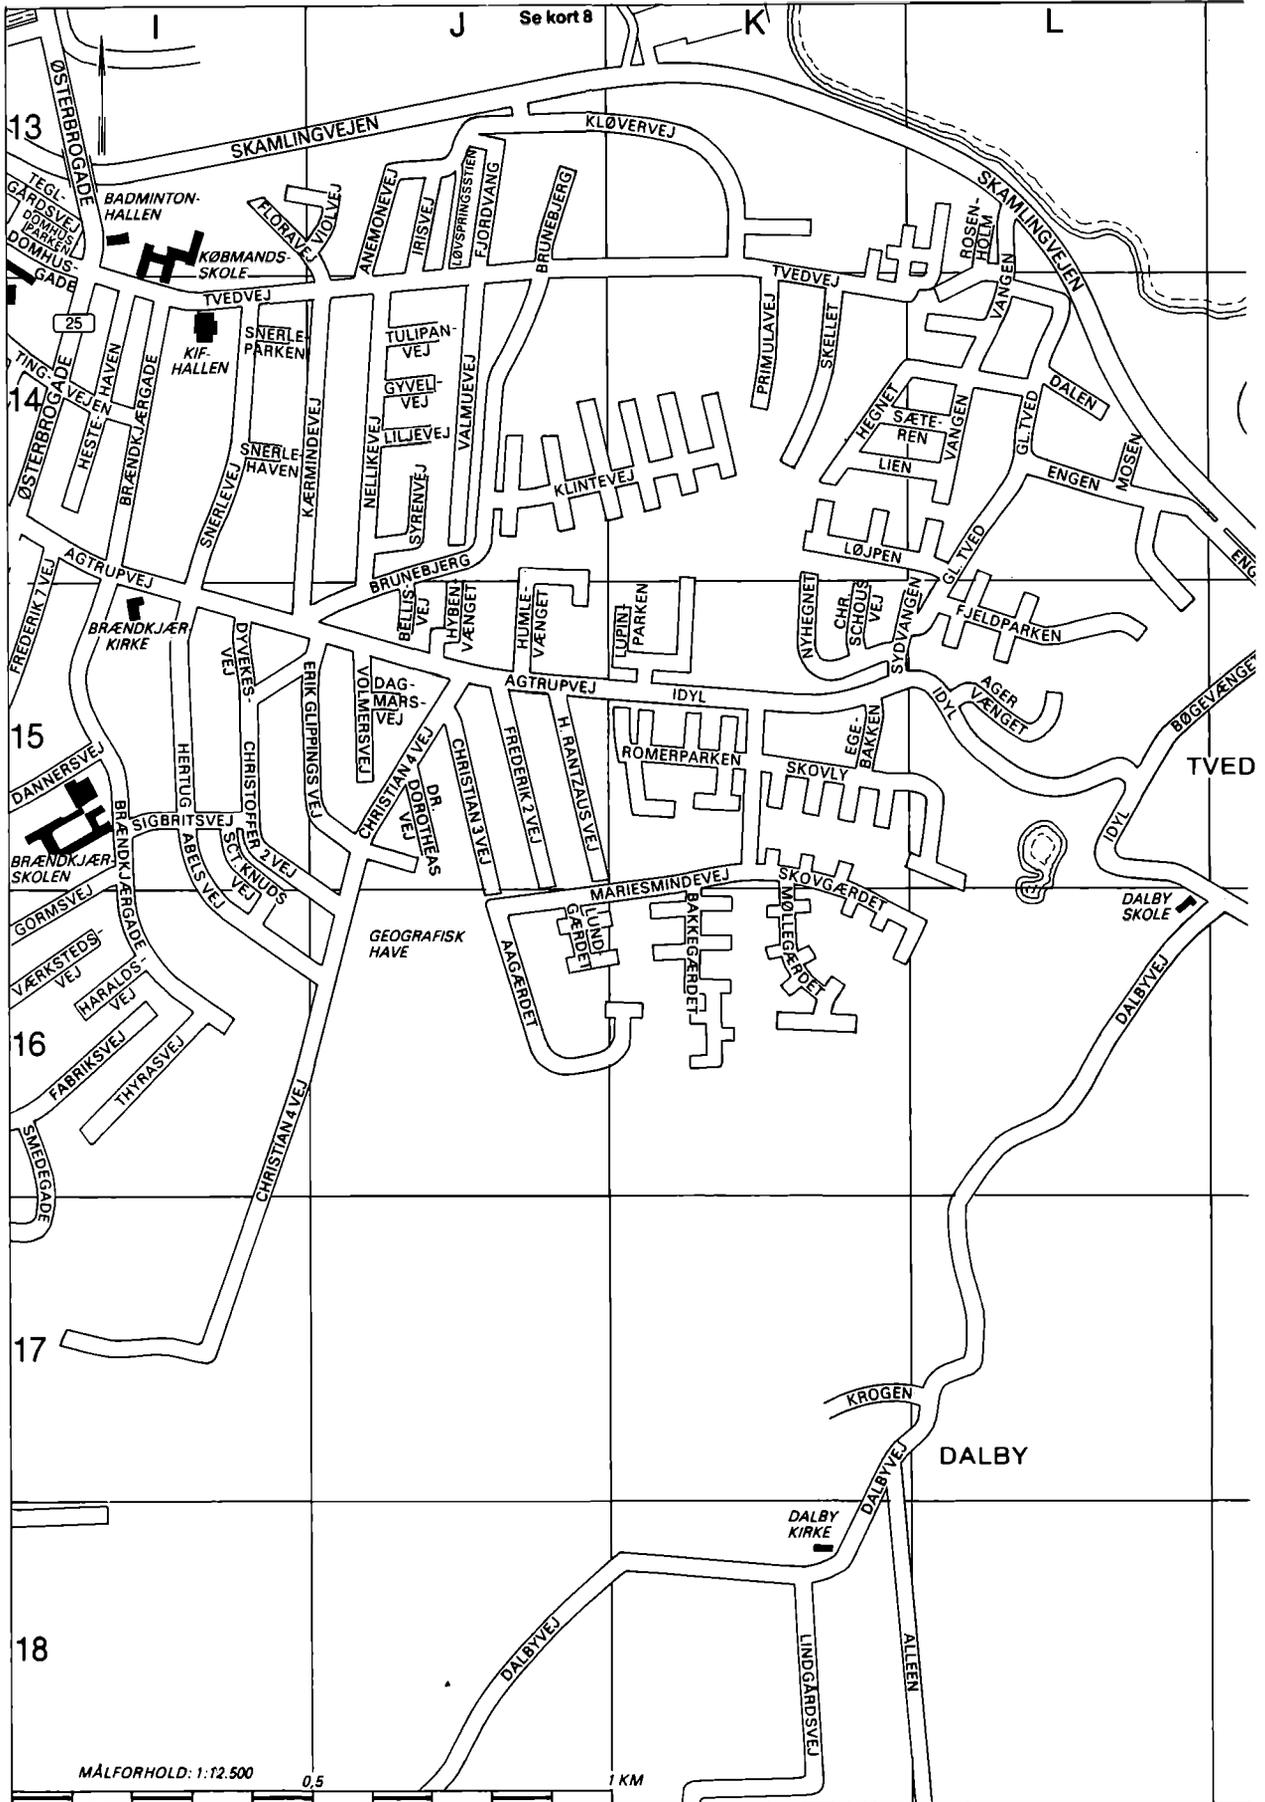 I
J
Se kort 8
K
L
13
ØSTERBROGADE
SKAMLINGVEJEN
KLØVERVEJ
SKAMLINGVEJEN
TEGL-
GÅRDSVEJ
DOMHUS
PARKEN
DOMHUS-
GADE
BADMINTON-
HALLEN
KØBMANDS-
SKOLE
FLORAVEJ
VIOLVEJ
ANEMONEVEJ
IRISVEJ
LØVSPRINGSSTIEN
FJORDVANG
BRUNEBJERG
ROSEN-
HOLM
VANGEN
TVEDVEJ
TVEDVEJ
25
KIF-
HALLEN
SNERLE-
PARKEN
TULIPAN-
VEJ
GYVEL-
VEJ
LILJEVEJ
VALMUEVEJ
PRIMULAVEJ
SKELLET
14
TING-
VEJEN
ØSTERBROGADE
HESTE-
HAVEN
BRÆNDKJÆRGADE
SNERLEVEJ
SNERLE-
HAVEN
KÆRMINDEVEJ
NELLIKEVEJ
SYRENVEJ
KLINTEVEJ
HEGNET
SÆTE-
REN
LIEN
VANGEN
GL. TVED
DALEN
ENGEN
MOSEN
ENG
LØJPEN
GL. TVED
AGTRUPVEJ
BRUNEBJERG
FREDERIK 7 VEJ
BRÆNDKJÆR-
KIRKE
DYVEKES-
VEJ
BELLIS-
VEJ
HYBEN-
VÆNGET
HUMLE-
VÆNGET
LUPIN-
PARKEN
NYHEGNET
CHR.
SCHOUS
VEJ
SYDVANGEN
FJELDPARKEN
15
AGTRUPVEJ
IDYL
IDYL
AGER
VÆNGET
BØGEVÆNGET
TVED
ERIK GLIPPINGS VEJ
VOLMERSVEJ
DAG-
MARS-
VEJ
CHRISTIAN 4 VEJ
CHRISTIAN 3 VEJ
FREDERIK 2 VEJ
H. RANTZAUS VEJ
ROMERPARKEN
EGE-
BAKKEN
SKOVLY
DANNERSVEJ
HERTUG
ABELS VEJ
CHRISTOFFER 2 VEJ
DR.
DOROTHEAS
VEJ
IDYL
SIGBRITSVEJ
SCT. KNUDS
VEJ
BRÆNDKJÆR-
SKOLEN
BRÆNDKJÆRGADE
MARIESMINDEVEJ
SKOVGÆRDET
DALBY
SKOLE
GORMSVEJ
GEOGRAFISK
HAVE
AAGÆRDET
LUND-
GÆRDET
BAKKEGÆRDET
MØLLEGÆRDET
VÆRKSTEDS-
VEJ
HARALDS-
VEJ
16
FABRIKSVEJ
THYRASVEJ
SMEDEGADE
CHRISTIAN 4 VEJ
DALBYVEJ
17
KROGEN
DALBY
DALBYVEJ
DALBY
KIRKE
18
DALBYVEJ
LINDGÅRDSVEJ
ALLEEN
MÅLFORHOLD: 1:12.500
0,5
1 KM